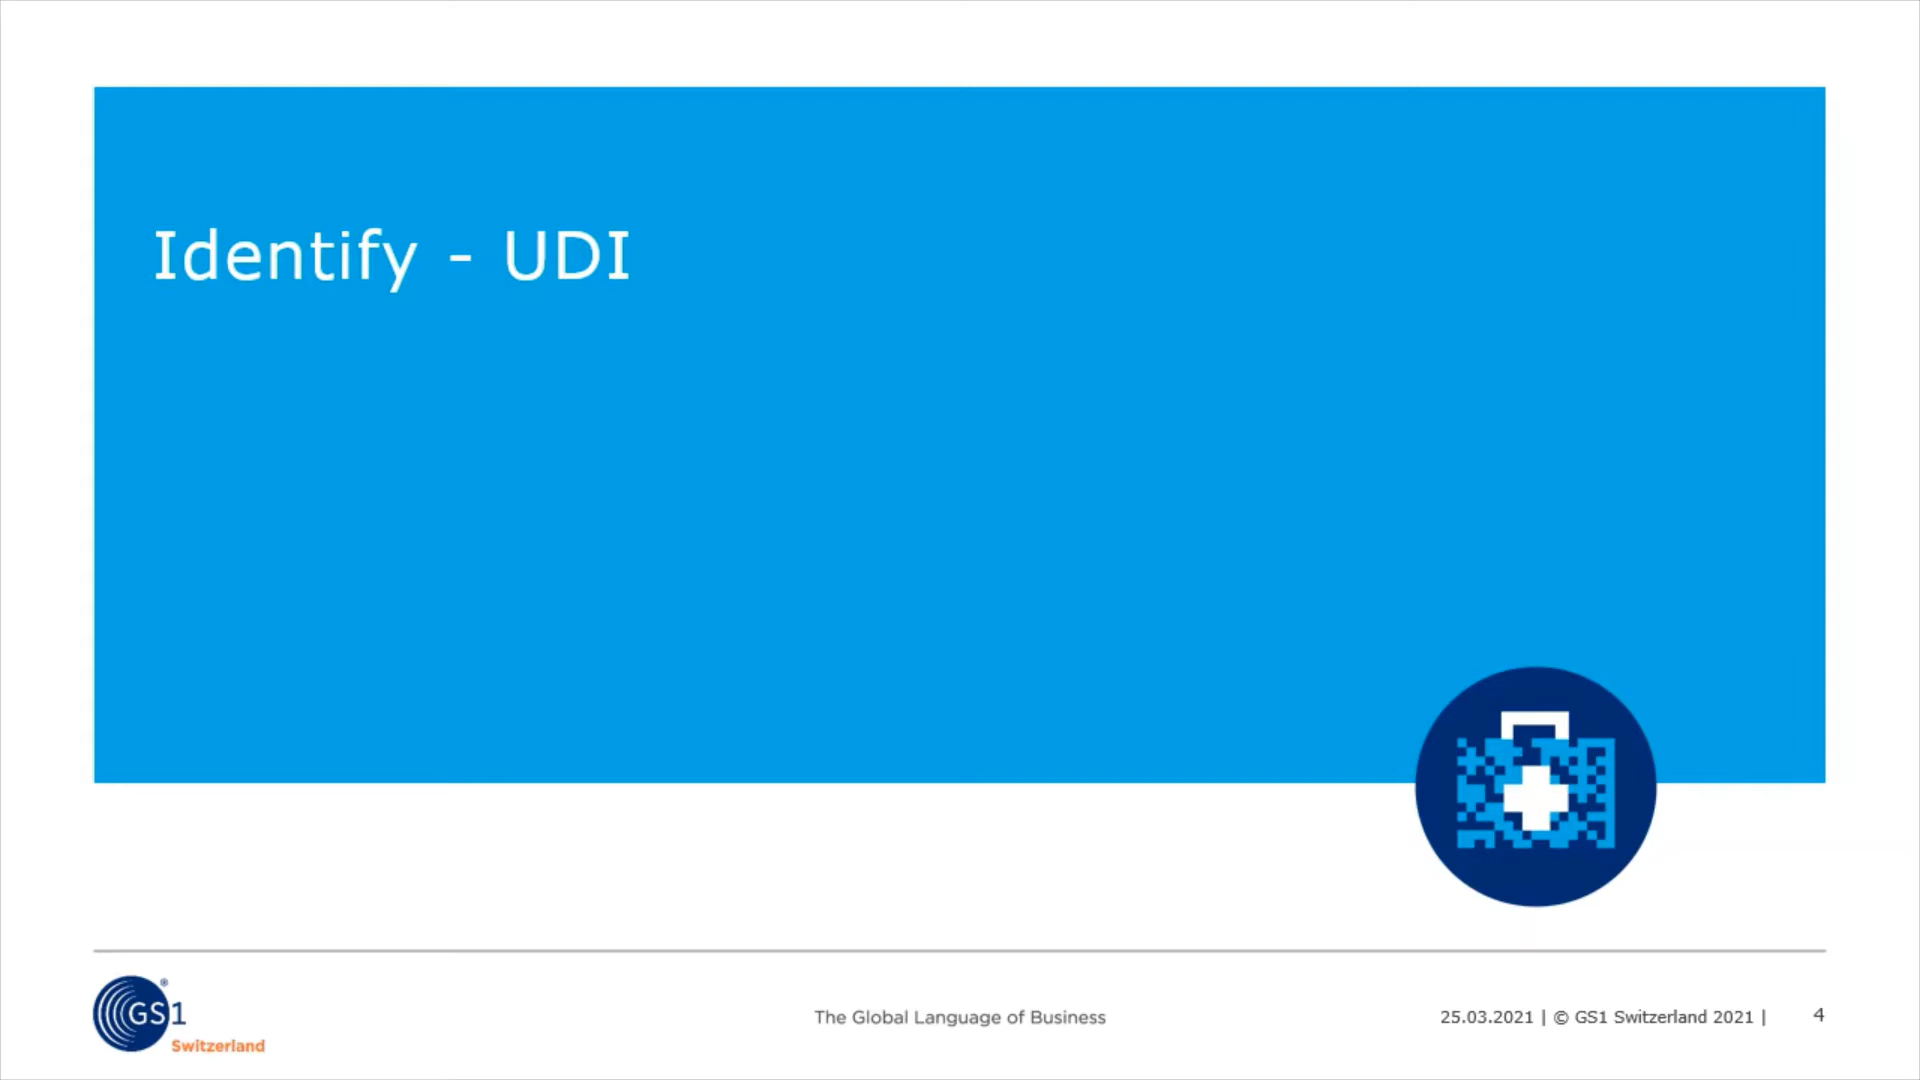 Identify - UDI
GS1®
Switzerland
The Global Language of Business
25.03.2021 | © GS1 Switzerland 2021 |
4